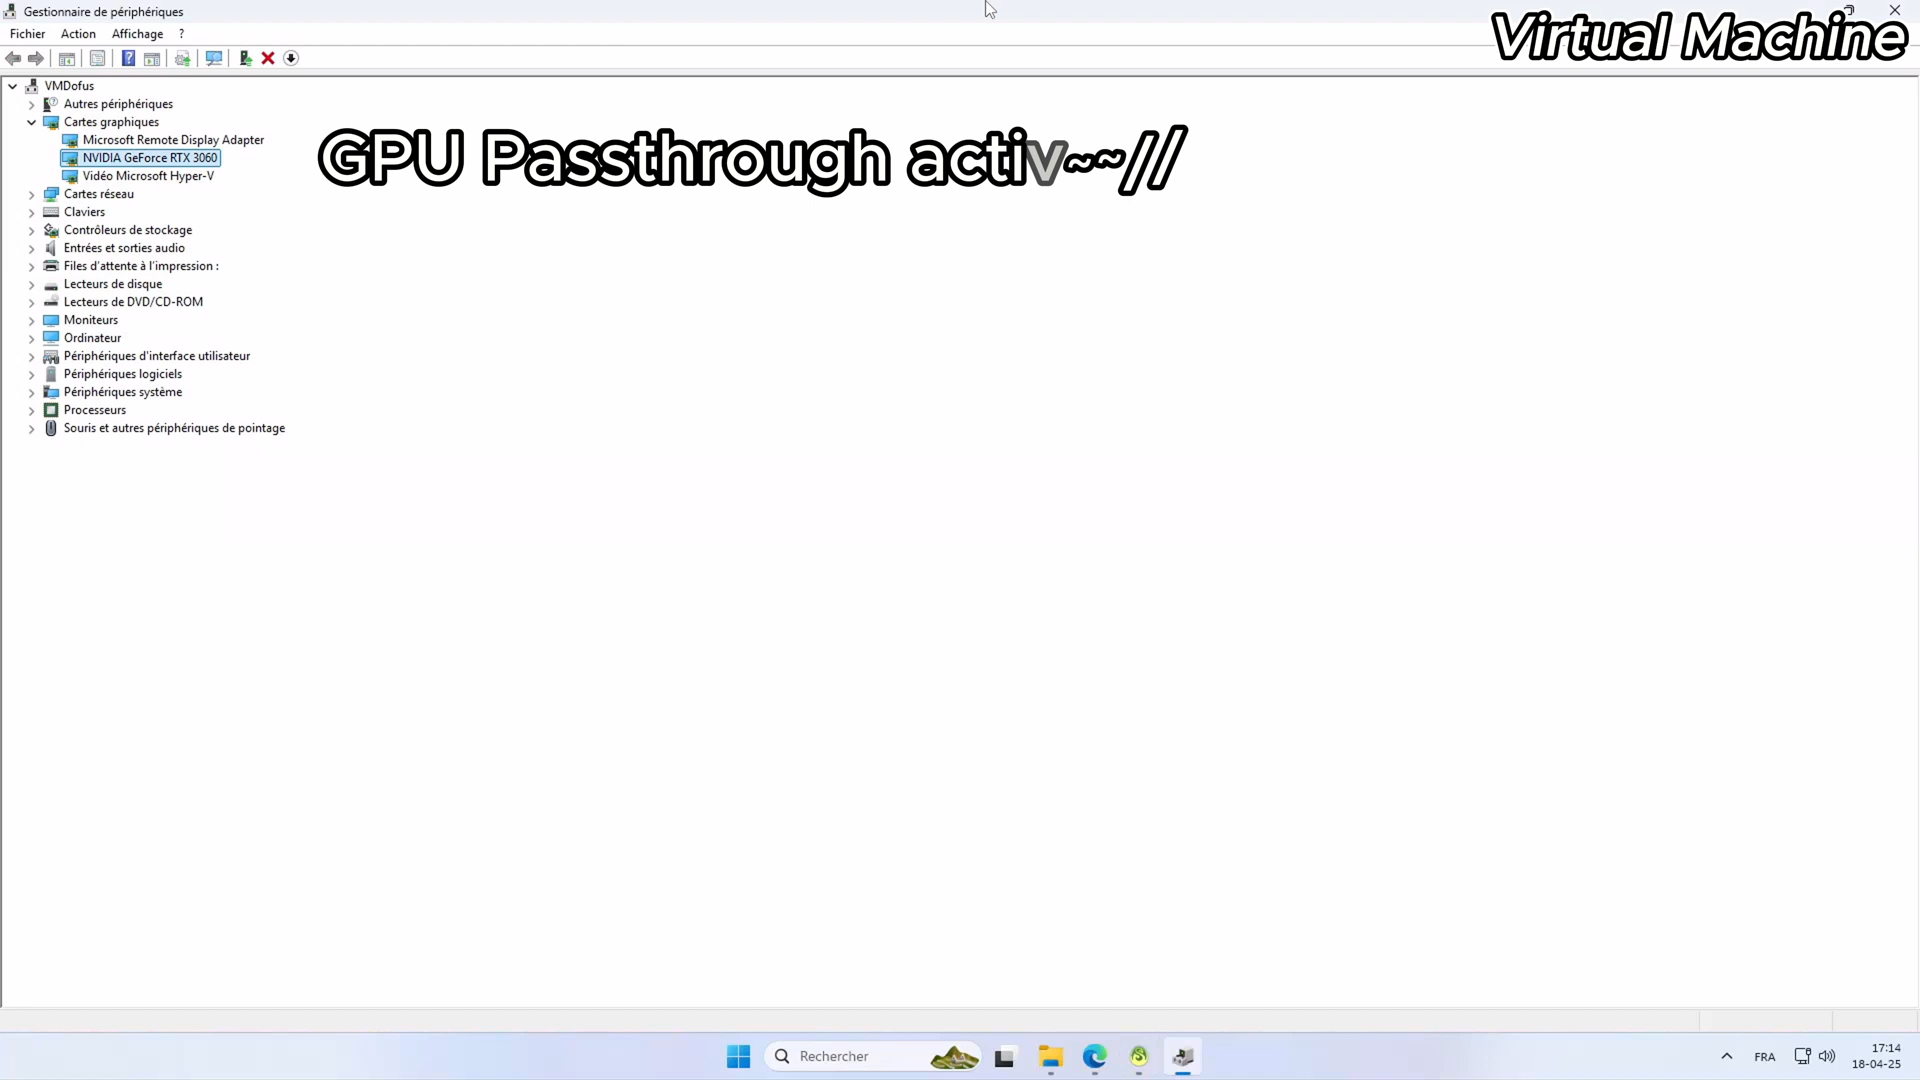 Gestionnaire de périphériques
Virtual Machine
Fichier Action Affichage ?
VMDofus
Autres périphériques
Cartes graphiques
Microsoft Remote Display Adapter
NVIDIA GeForce RTX 3060
Vidéo Microsoft Hyper-V
GPU Passthrough activ~~//
Cartes réseau
Claviers
Contrôleurs de stockage
Entrées et sorties audio
Files d'attente à l'impression :
Lecteurs de disque
Lecteurs de DVD/CD-ROM
Moniteurs
Ordinateur
Périphériques d'interface utilisateur
Périphériques logiciels
Périphériques système
Processeurs
Souris et autres périphériques de pointage
Rechercher
FRA
17:14
18-04-25